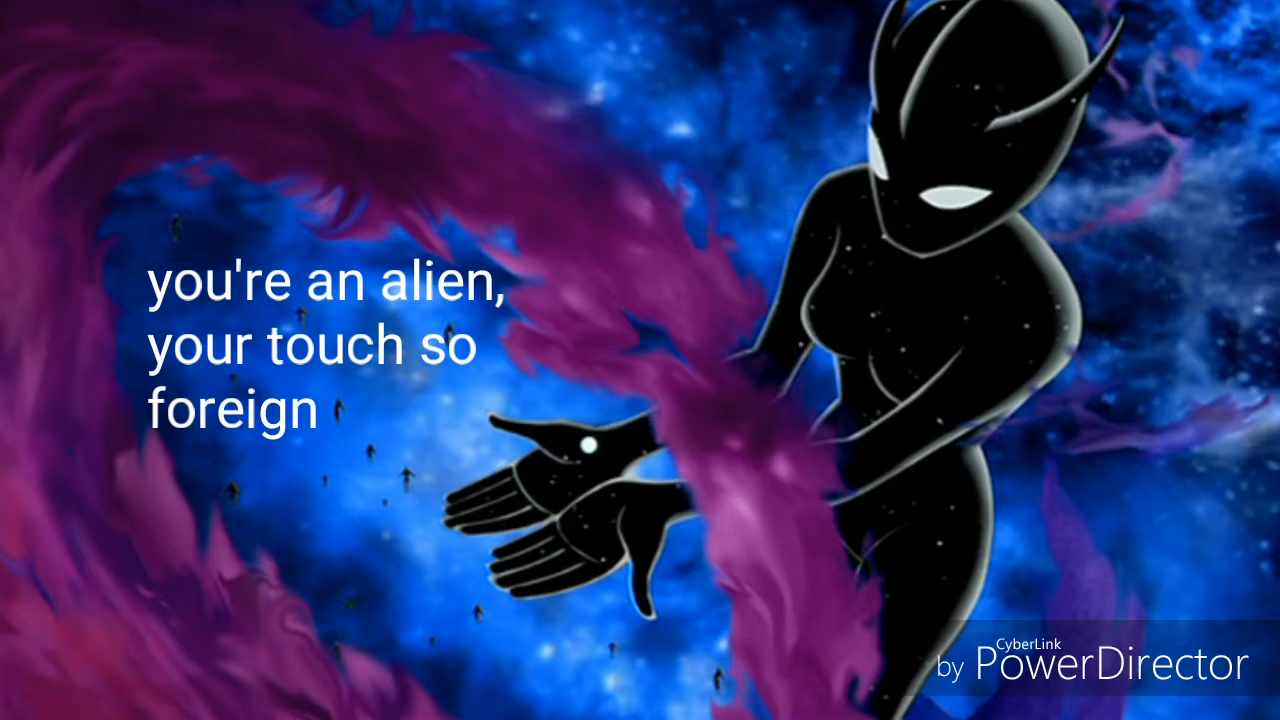 you're an alien,
your touch so
foreign
CyberLink
by PowerDirector